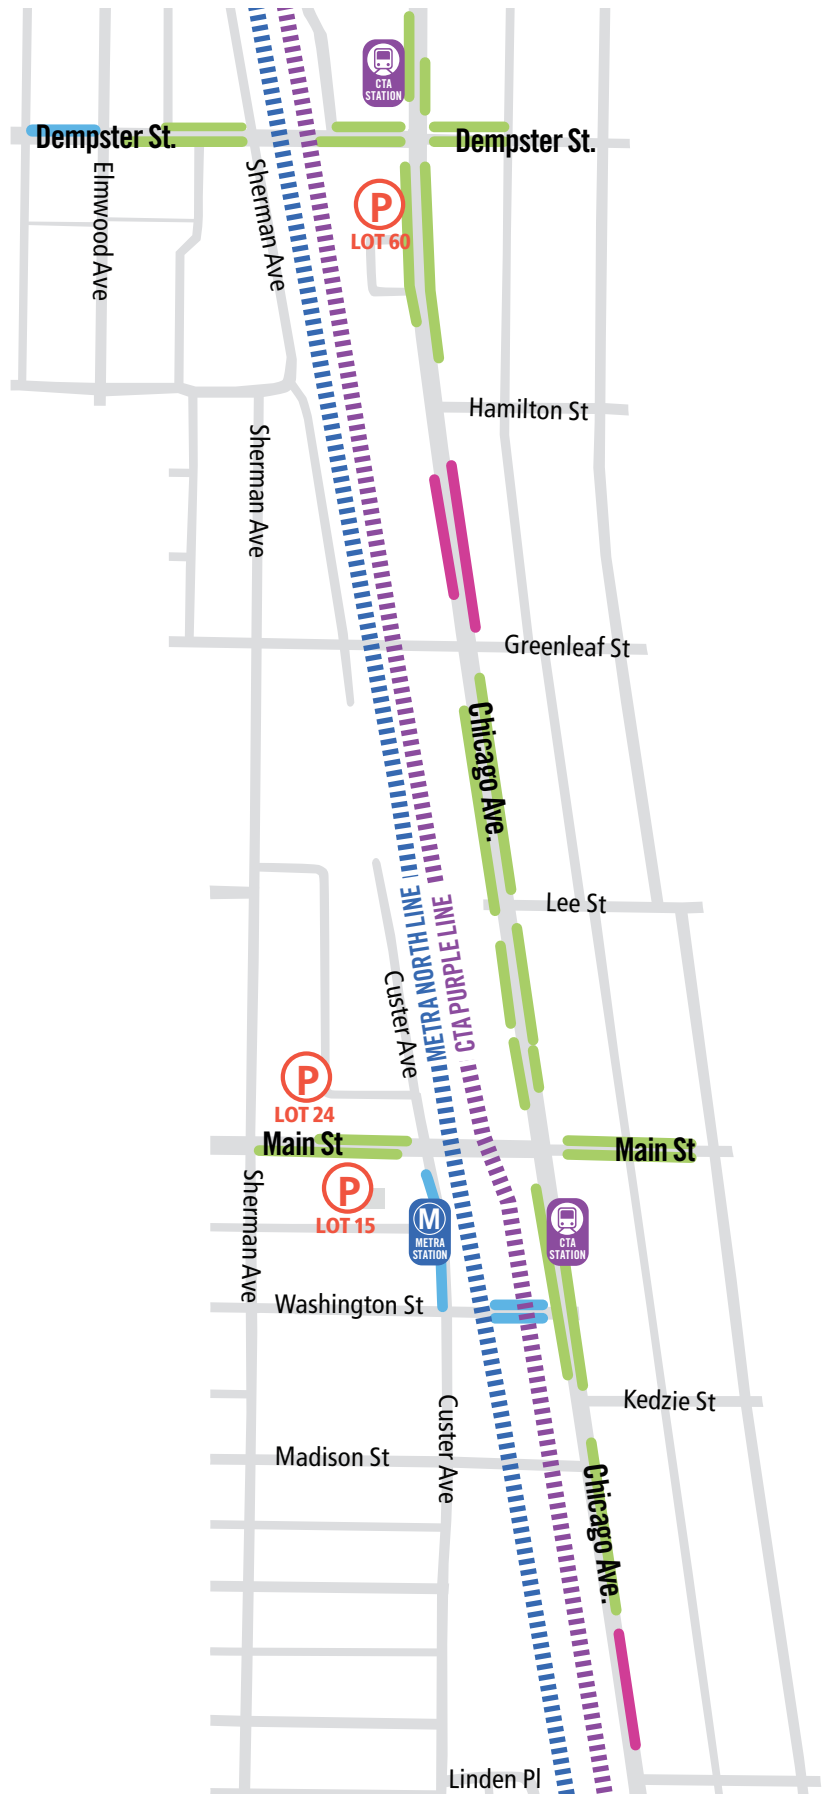 CTA
STATION
Dempster St.
Dempster St.
Elmwood Ave
Sherman Ave
P
LOT 60
Hamilton St
Sherman Ave
Greenleaf St
Chicago Ave.
METRA NORTH LINE
CTA PURPLE LINE
Lee St
Custer Ave
P
LOT 24
Main St
Main St
P
LOT 15
Sherman Ave
M
METRA
STATION
CTA
STATION
Washington St
Kedzie St
Custer Ave
Madison St
Chicago Ave.
Linden Pl